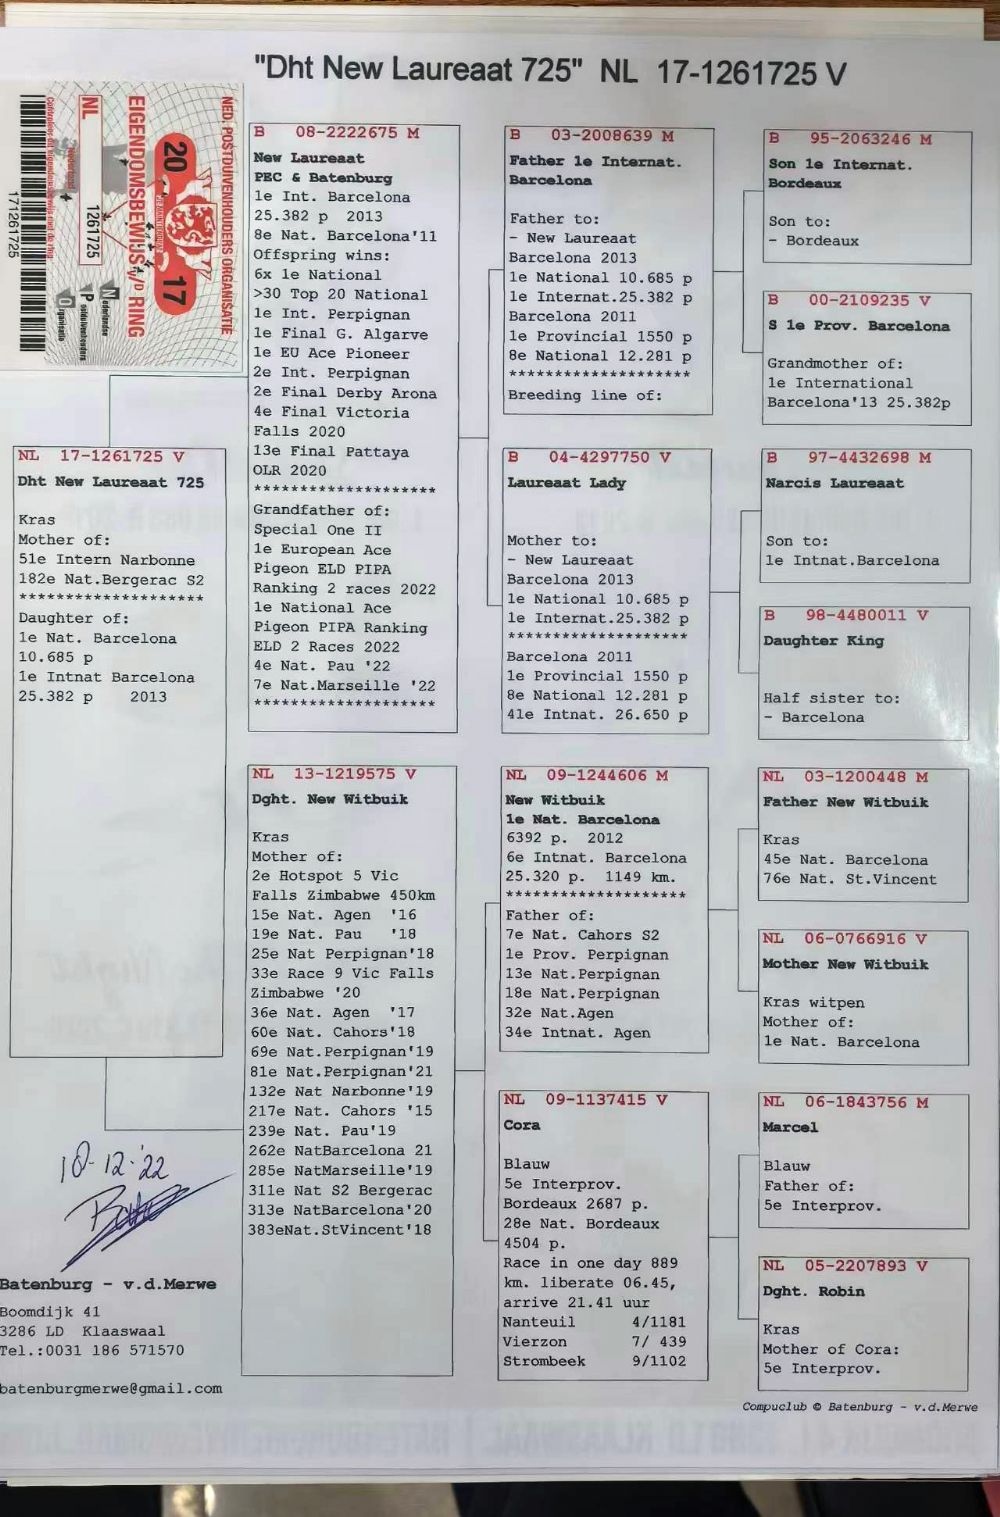 "Dht New Laureaat 725" NL 17-1261725 V
NED. POSTDUIVENHOUDERS ORGANISATIE
2017
EIGENDOMSBEWIJS v/D RING
NL
1261725
Nederlandse
Postduivenhouders
Organisatie
171261725
NL 17-1261725 V
Dht New Laureaat 725
Kras
Mother of:
51e Intern Narbonne
182e Nat.Bergerac S2
********************
Daughter of:
1e Nat. Barcelona
10.685 p
1e Intnat Barcelona
25.382 p 2013
B 08-2222675 M
New Laureaat
PEC & Batenburg
1e Int. Barcelona
25.382 p 2013
8e Nat. Barcelona'11
Offspring wins:
6x 1e National
>30 Top 20 National
1e Int. Perpignan
1e Final G. Algarve
1e EU Ace Pioneer
2e Int. Perpignan
2e Final Derby Arona
4e Final Victoria
Falls 2020
13e Final Pattaya
OLR 2020
********************
Grandfather of:
Special One II
1e European Ace
Pigeon ELD PIPA
Ranking 2 races 2022
1e National Ace
Pigeon PIPA Ranking
ELD 2 Races 2022
4e Nat. Pau '22
7e Nat.Marseille '22
********************
NL 13-1219575 V
Dght. New Witbuik
Kras
Mother of:
2e Hotspot 5 Vic
Falls Zimbabwe 450km
15e Nat. Agen '16
19e Nat. Pau '18
25e Nat Perpignan'18
33e Race 9 Vic Falls
Zimbabwe '20
36e Nat. Agen '17
60e Nat. Cahors'18
69e Nat.Perpignan'19
81e Nat.Perpignan'21
132e Nat Narbonne'19
217e Nat. Cahors '15
239e Nat. Pau'19
262e NatBarcelona 21
285e NatMarseille'19
311e Nat S2 Bergerac
313e NatBarcelona'20
383eNat.StVincent'18
B 03-2008639 M
Father 1e Internat.
Barcelona
Father to:
- New Laureaat
Barcelona 2013
1e National 10.685 p
1e Internat.25.382 p
Barcelona 2011
1e Provincial 1550 p
8e National 12.281 p
********************
Breeding line of:
B 04-4297750 V
Laureaat Lady
Mother to:
- New Laureaat
Barcelona 2013
1e National 10.685 p
1e Internat.25.382 p
********************
Barcelona 2011
1e Provincial 1550 p
8e National 12.281 p
41e Intnat. 26.650 p
NL 09-1244606 M
New Witbuik
1e Nat. Barcelona
6392 p. 2012
6e Intnat. Barcelona
25.320 p. 1149 km.
********************
Father of:
7e Nat. Cahors S2
1e Prov. Perpignan
13e Nat.Perpignan
18e Nat.Perpignan
32e Nat.Agen
34e Intnat. Agen
NL 09-1137415 V
Cora
Blauw
5e Interprov.
Bordeaux 2687 p.
28e Nat. Bordeaux
4504 p.
Race in one day 889
km. liberate 06.45,
arrive 21.41 uur
Nanteuil 4/1181
Vierzon 7/ 439
Strombeek 9/1102
B 95-2063246 M
Son 1e Internat.
Bordeaux
Son to:
- Bordeaux
B 00-2109235 V
S 1e Prov. Barcelona
Grandmother of:
1e International
Barcelona'13 25.382p
B 97-4432698 M
Narcis Laureaat
Son to:
1e Intnat.Barcelona
B 98-4480011 V
Daughter King
Half sister to:
- Barcelona
NL 03-1200448 M
Father New Witbuik
Kras
45e Nat. Barcelona
76e Nat. St.Vincent
NL 06-0766916 V
Mother New Witbuik
Kras witpen
Mother of:
1e Nat. Barcelona
NL 06-1843756 M
Marcel
Blauw
Father of:
5e Interprov.
NL 05-2207893 V
Dght. Robin
Kras
Mother of Cora:
5e Interprov.
10-12-'22
Batenburg - v.d.Merwe
Boomdijk 41
3286 LD Klaaswaal
Tel.:0031 186 571570
batenburgmerwe@gmail.com
Compuclub © Batenburg - v.d.Merwe